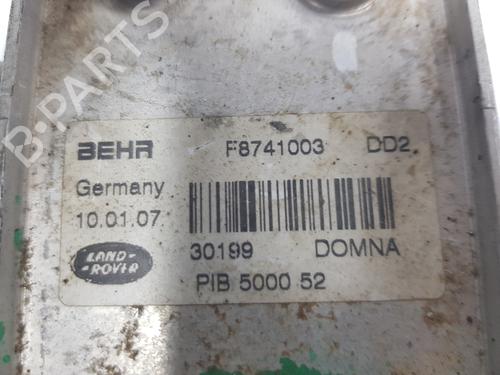 B-PARTS
BEHR F8741003 DD2
Germany
10.01.07
LAND-
-ROVER
30199 DOMNA
PIB 5000 52